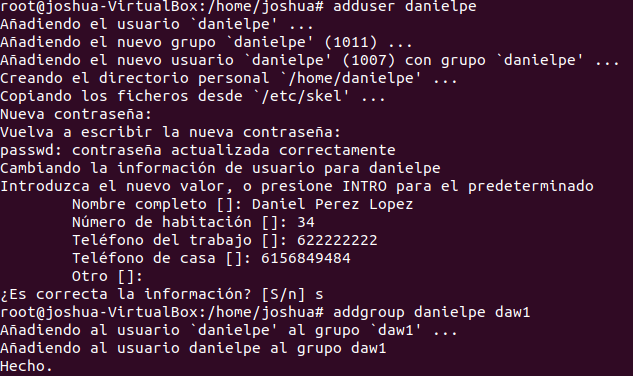 root@joshua-VirtualBox:/home/joshua# adduser danielpe
Añadiendo el usuario `danielpe' ...
Añadiendo el nuevo grupo `danielpe' (1011) ...
Añadiendo el nuevo usuario `danielpe' (1007) con grupo `danielpe' ...
Creando el directorio personal `/home/danielpe' ...
Copiando los ficheros desde `/etc/skel' ...
Nueva contraseña:
Vuelva a escribir la nueva contraseña:
passwd: contraseña actualizada correctamente
Cambiando la información de usuario para danielpe
Introduzca el nuevo valor, o presione INTRO para el predeterminado
Nombre completo []: Daniel Perez Lopez
Número de habitación []: 34
Teléfono del trabajo []: 622222222
Teléfono de casa []: 6156849484
Otro []:
¿Es correcta la información? [S/n] s
root@joshua-VirtualBox:/home/joshua# addgroup danielpe daw1
Añadiendo al usuario `danielpe' al grupo `daw1' ...
Añadiendo al usuario danielpe al grupo daw1
Hecho.